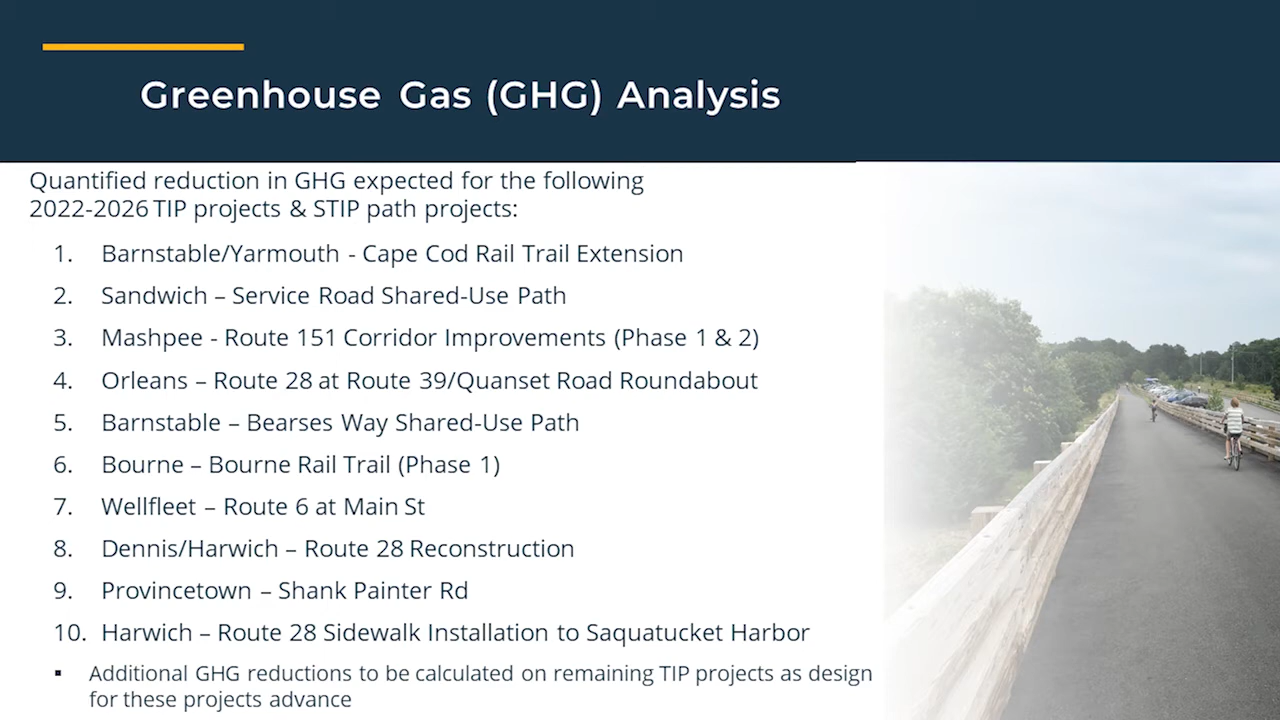 Greenhouse Gas (GHG) Analysis
Quantified reduction in GHG expected for the following
2022-2026 TIP projects & STIP path projects:
1. Barnstable/Yarmouth - Cape Cod Rail Trail Extension
2. Sandwich – Service Road Shared-Use Path
3. Mashpee - Route 151 Corridor Improvements (Phase 1 & 2)
4. Orleans – Route 28 at Route 39/Quanset Road Roundabout
5. Barnstable – Bearses Way Shared-Use Path
6. Bourne – Bourne Rail Trail (Phase 1)
7. Wellfleet – Route 6 at Main St
8. Dennis/Harwich – Route 28 Reconstruction
9. Provincetown – Shank Painter Rd
10. Harwich – Route 28 Sidewalk Installation to Saquatucket Harbor
▪ Additional GHG reductions to be calculated on remaining TIP projects as design
for these projects advance